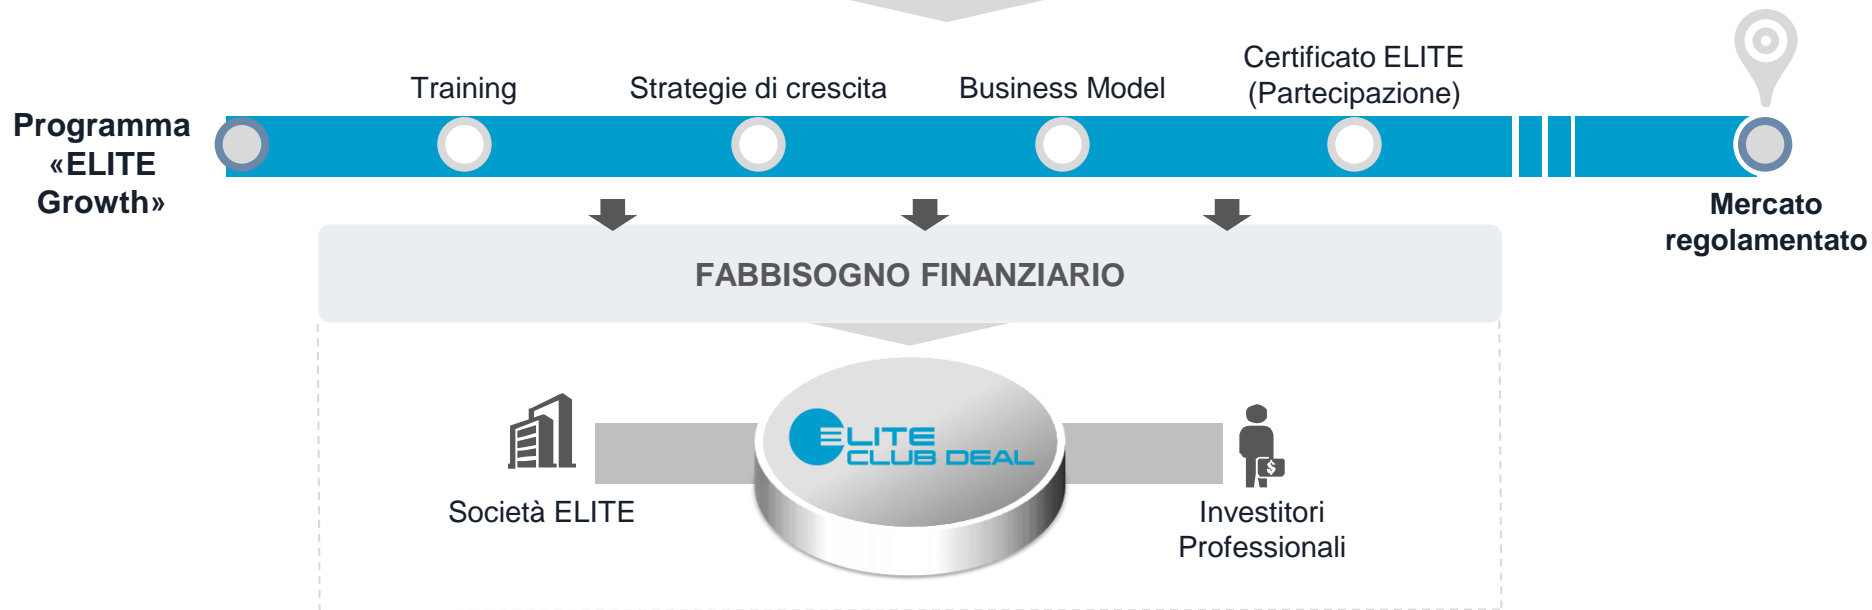 Programma
«ELITE
Growth»
Training
Strategie di crescita
Business Model
Certificato ELITE
(Partecipazione)
Mercato
regolamentato
FABBISOGNO FINANZIARIO
ELITE
CLUB DEAL
Società ELITE
$
Investitori
Professionali